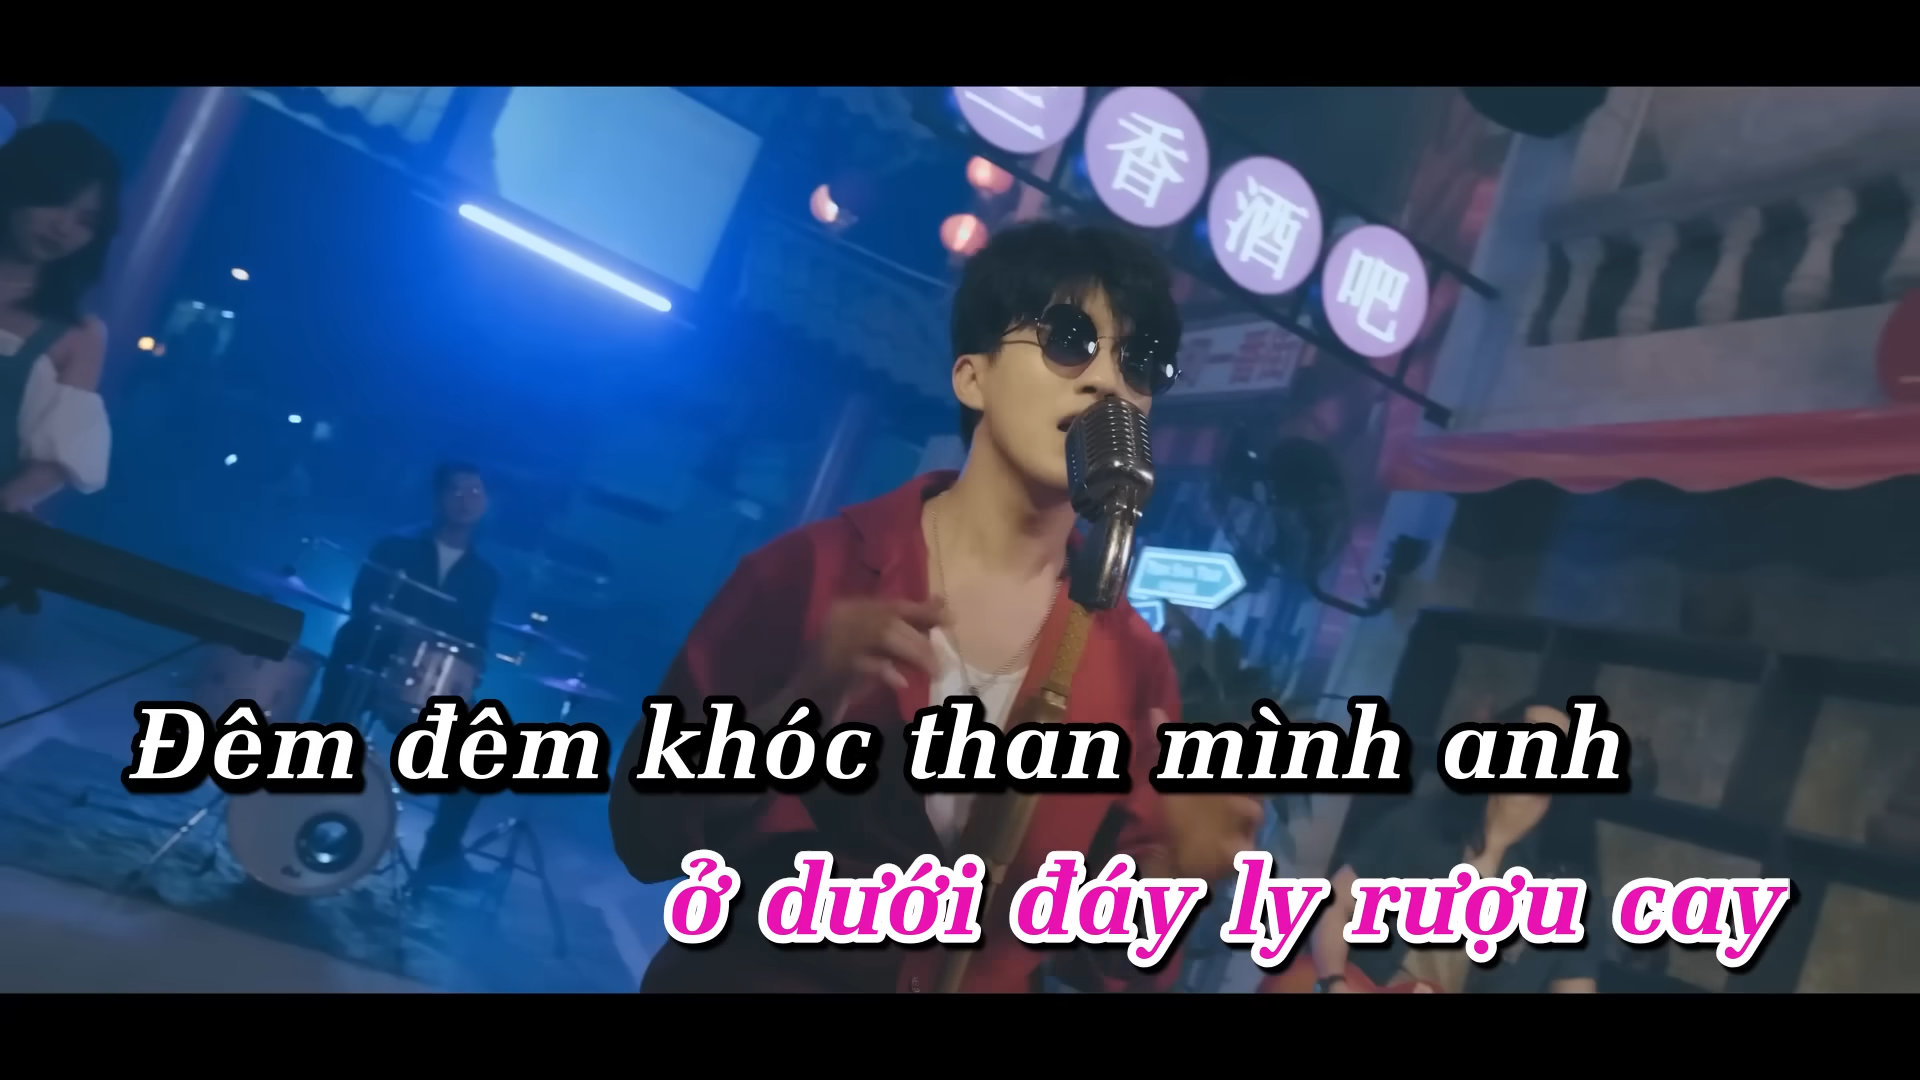 香酒吧
Đêm đêm khóc than mình anh
ở dưới đáy ly rượu cay